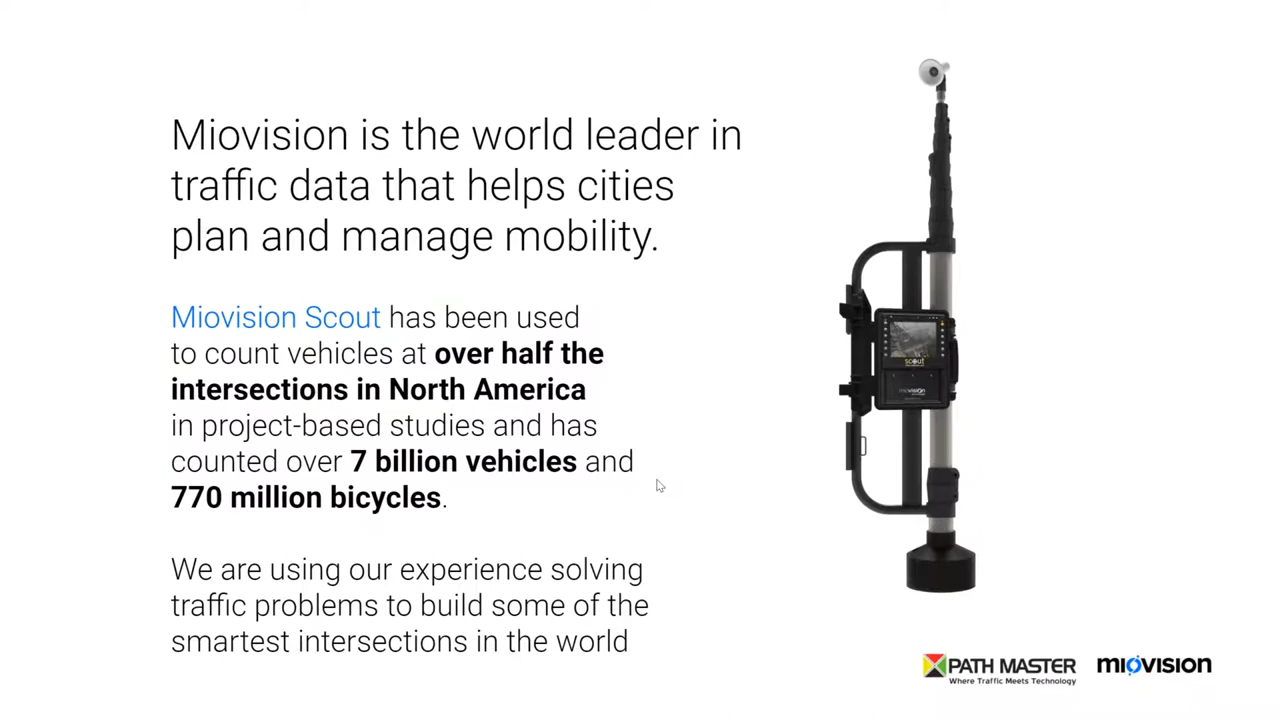 Miovision is the world leader in
traffic data that helps cities
plan and manage mobility.
Miovision Scout has been used
to count vehicles at over half the
intersections in North America
in project-based studies and has
counted over 7 billion vehicles and
770 million bicycles.
We are using our experience solving
traffic problems to build some of the
smartest intersections in the world
scout
miovision
PATH MASTER
Where Traffic Meets Technology
miovision